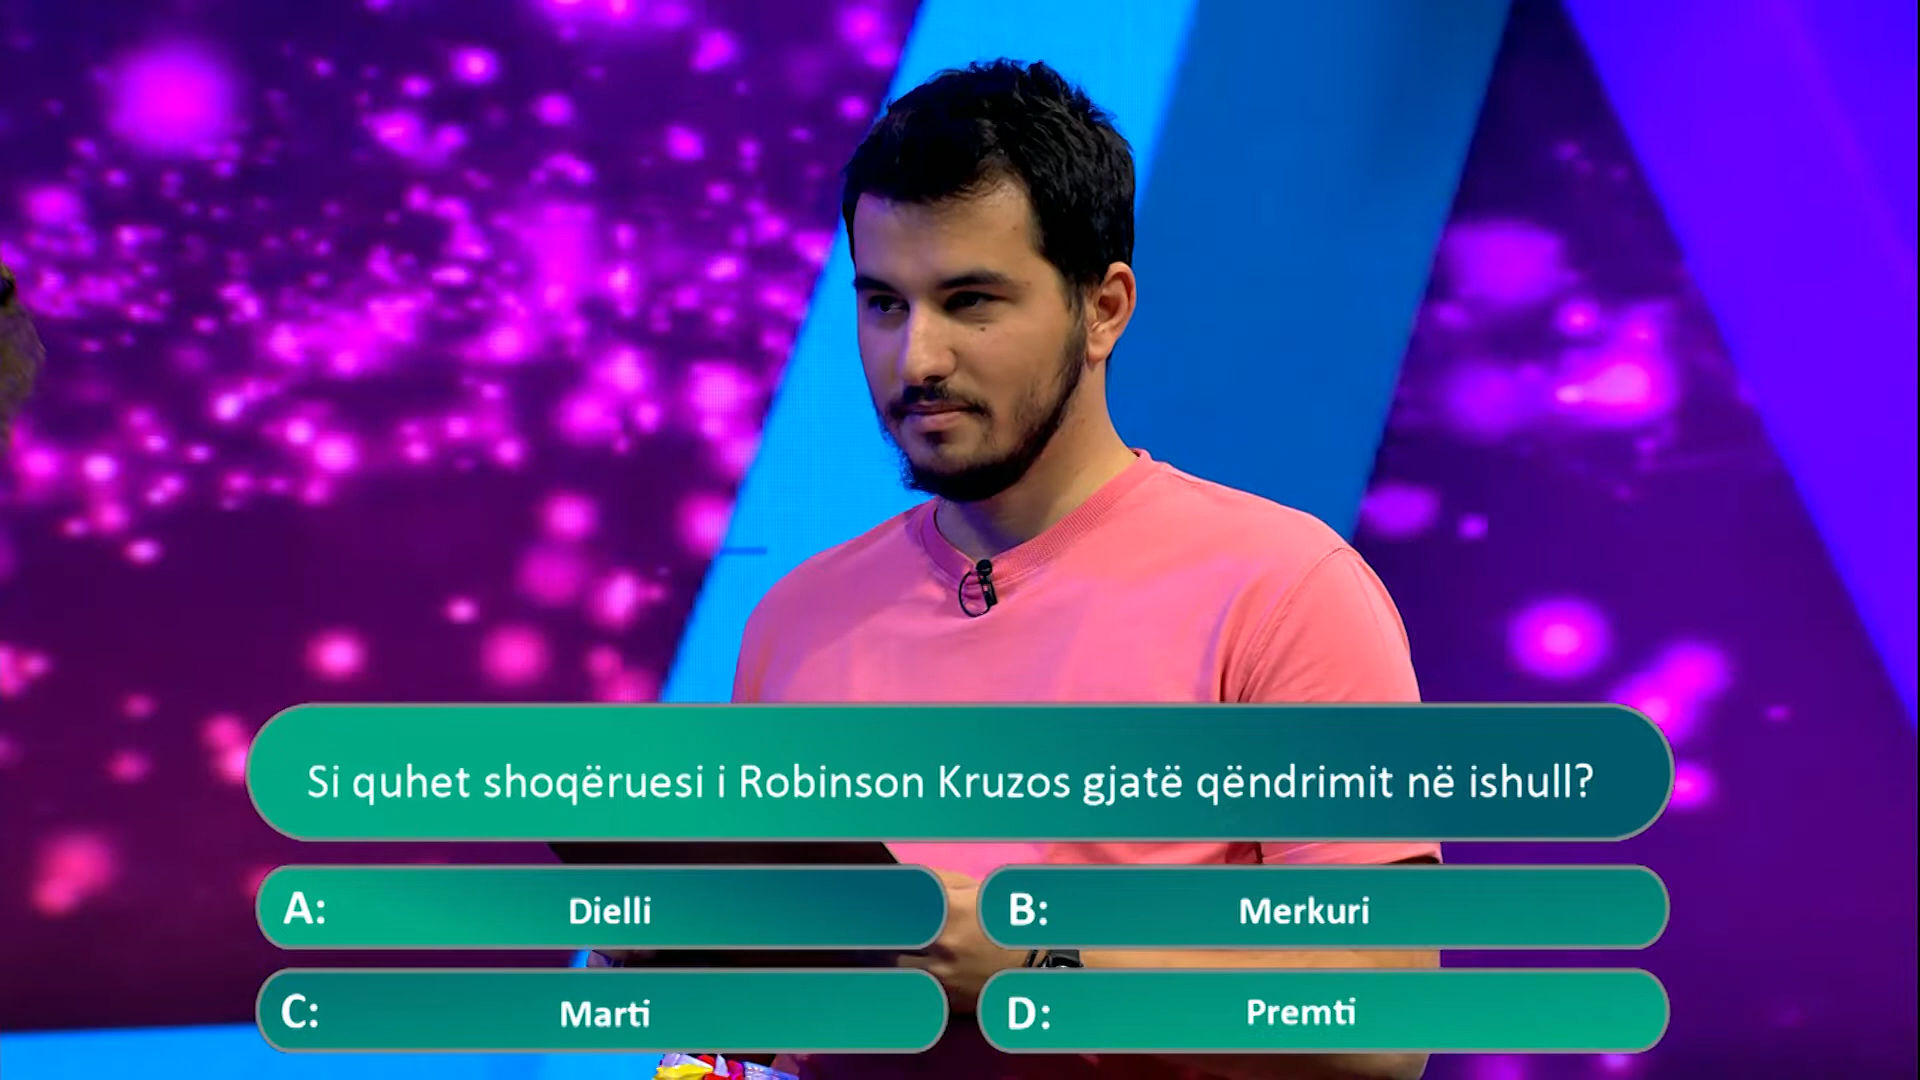 Si quhet shoqëruesi i Robinson Kruzos gjatë qëndrimit në ishull?
A: Dielli
B: Merkuri
C: Marti
D: Premti